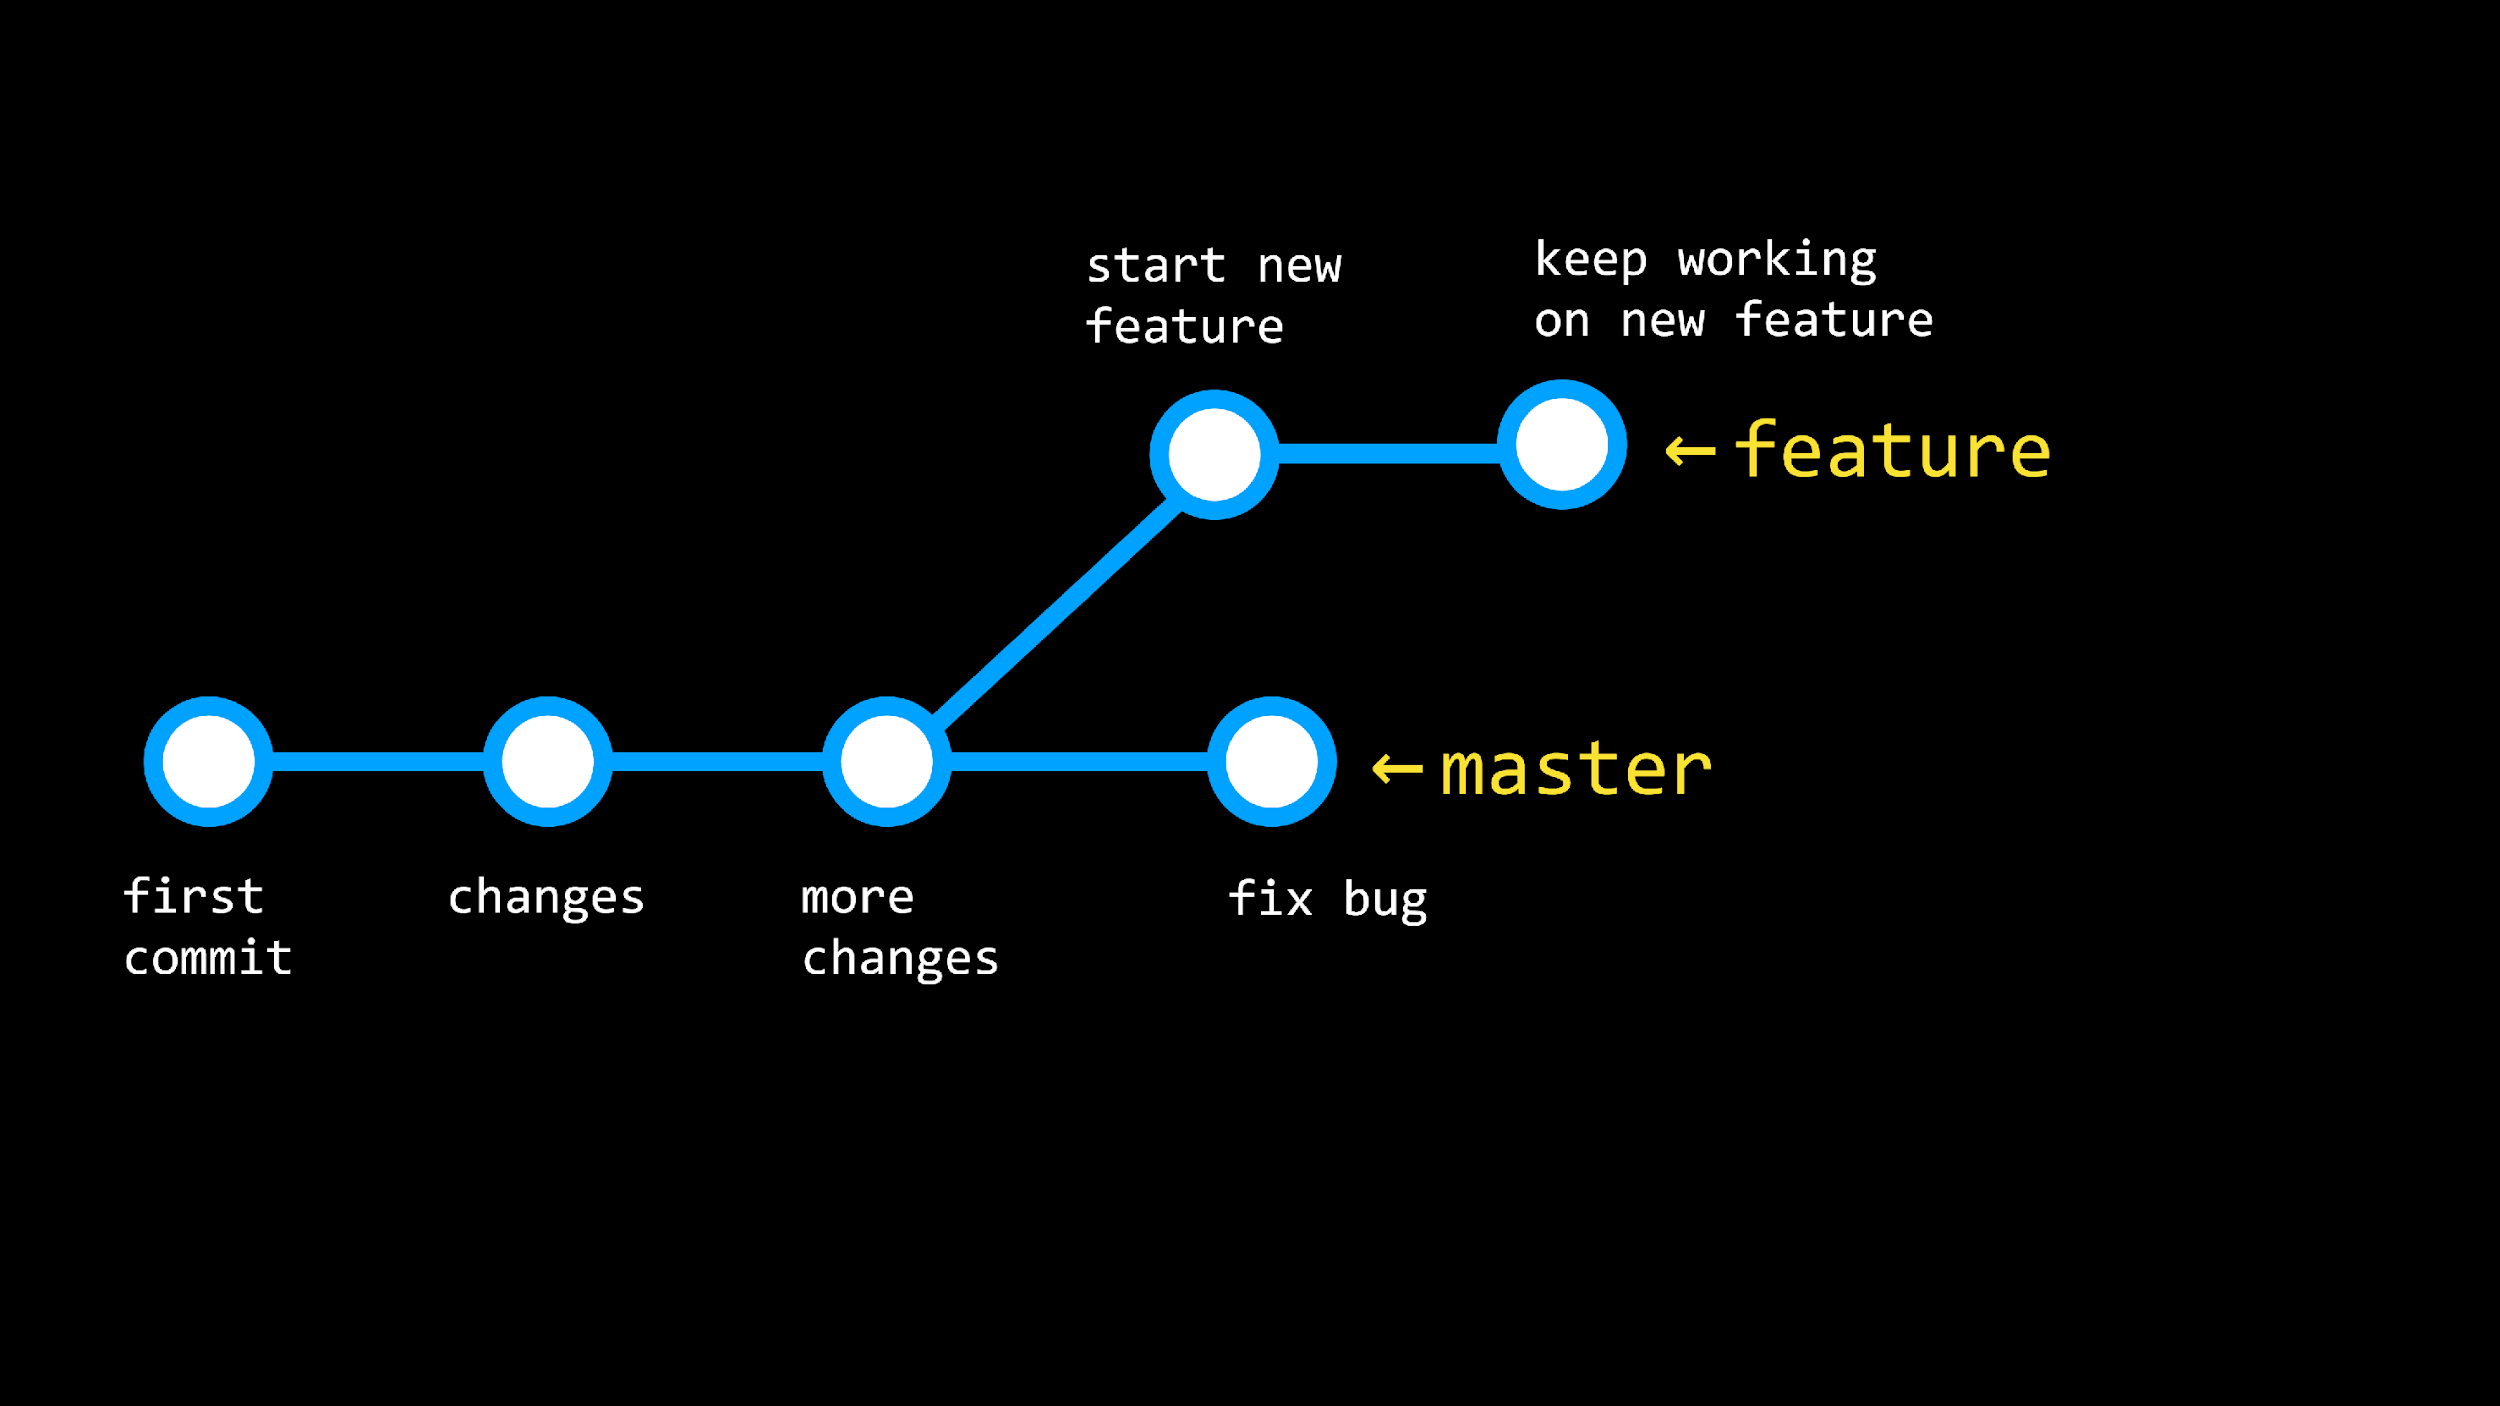 start new
feature
keep working
on new feature
← feature
← master
first
commit
changes
more
changes
fix bug